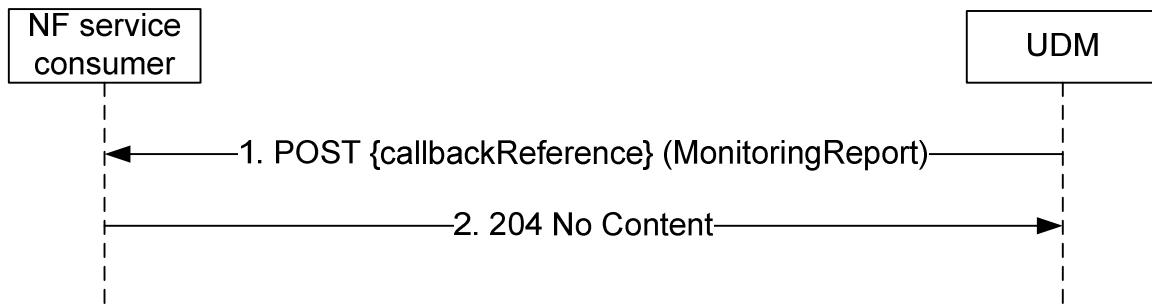 NF service
consumer
UDM
1. POST {callbackReference} (MonitoringReport)
2. 204 No Content